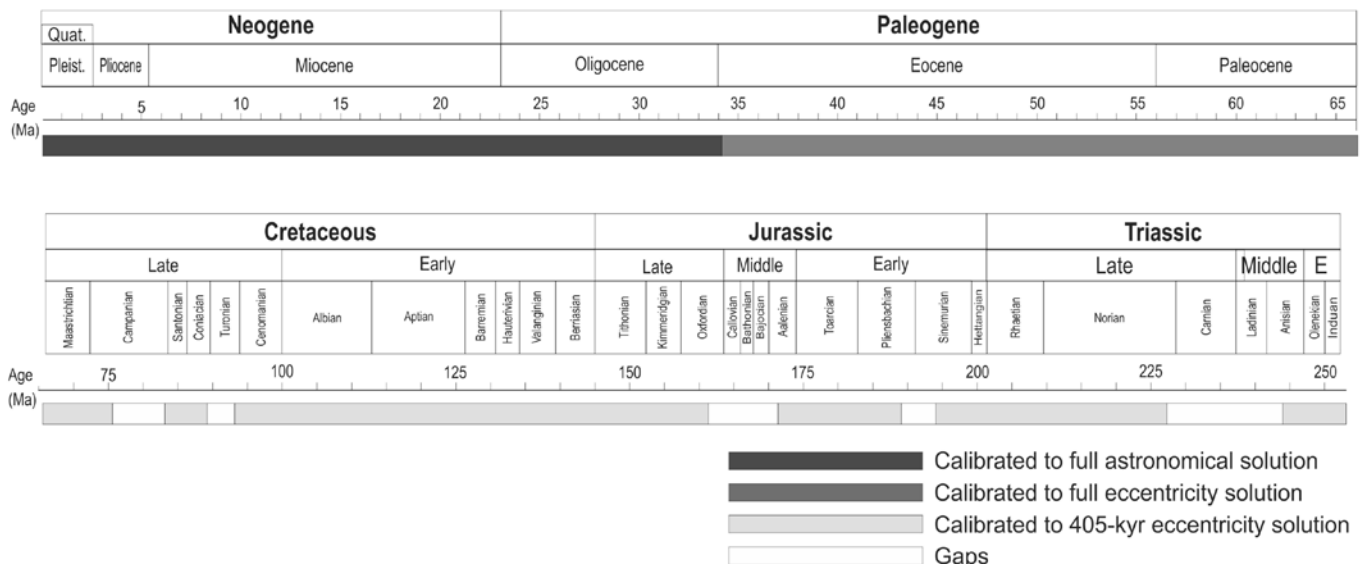 Neogene Paleogene
Quat.
Pleist. Pliocene Miocene Oligocene Eocene Paleocene
Age
(Ma)
5 10 15 20 25 30 35 40 45 50 55 60 65
Cretaceous Jurassic Triassic
Late Early Late Middle Early Late Middle E
Maastrichtian Campanian Santonian Coniacian Turonian Cenomanian Albian Aptian Barremian Hauterivian Valanginian Berriasian Tithonian Kimmeridgian Oxfordian Callovian Bathonian Bajocian Aalenian Toarcian Pliensbachian Sinemurian Hettangian Rhaetian Norian Carnian Ladinian Anisian Olenekian Induan
Age
(Ma)
75 100 125 150 175 200 225 250
Calibrated to full astronomical solution
Calibrated to full eccentricity solution
Calibrated to 405-kyr eccentricity solution
Gaps